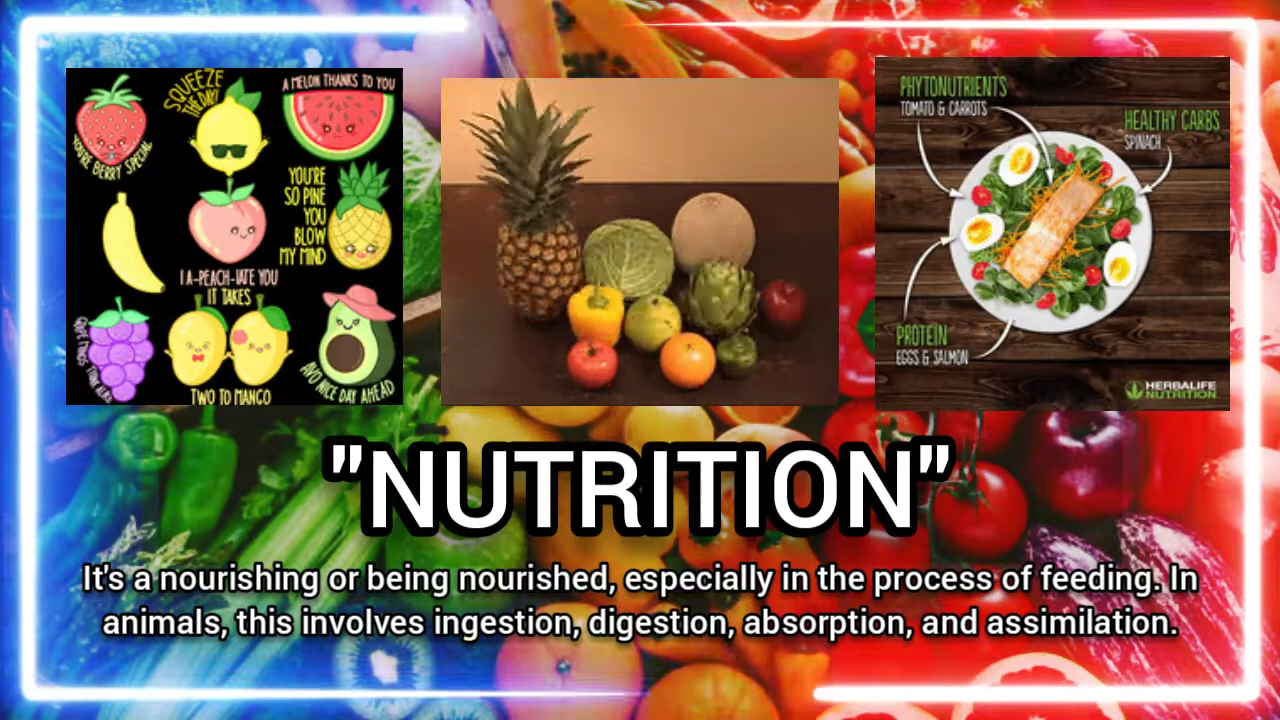 SQUEEZE
THE DAY!
A MELON THANKS TO YOU
YOU'RE BERRY SPECIAL
YOU'RE
SO PINE
YOU
BLOW
MY MIND
I A-PEACH-IATE YOU
IT TAKES
TWO TO MANGO
AVO NICE DAY AHEAD
PHYTONUTRIENTS
TOMATO & CARROTS
HEALTHY CARBS
SPINACH
PROTEIN
EGGS & SALMON
HERBALIFE
NUTRITION
"NUTRITION"
It's a nourishing or being nourished, especially in the process of feeding. In
animals, this involves ingestion, digestion, absorption, and assimilation.